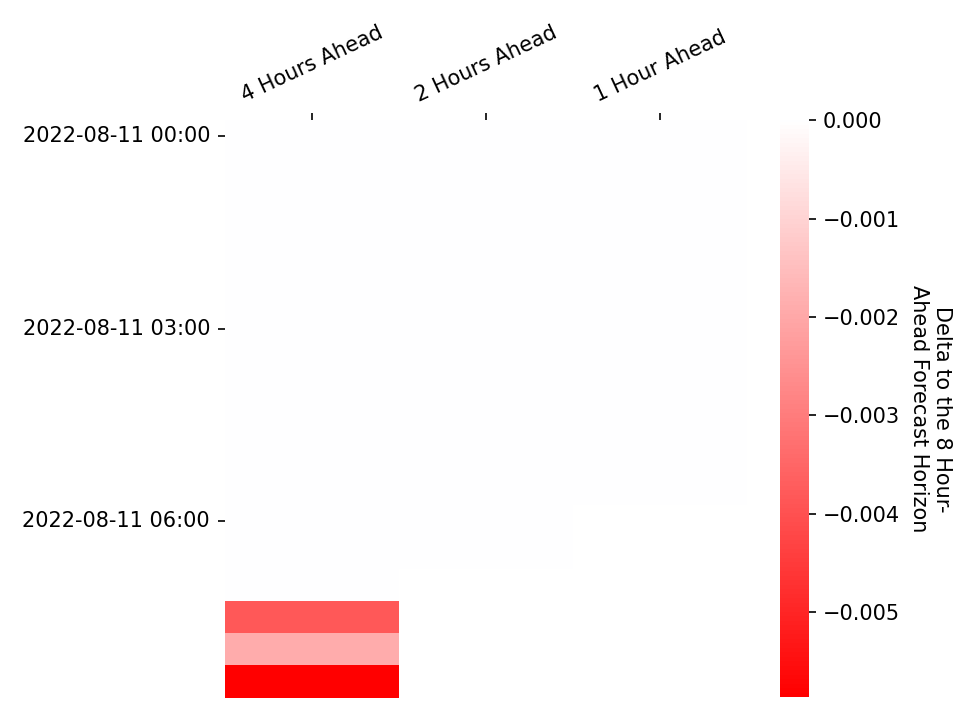 4 Hours Ahead
2 Hours Ahead
1 Hour Ahead
2022-08-11 00:00
2022-08-11 03:00
2022-08-11 06:00
0.000
−0.001
−0.002
−0.003
−0.004
−0.005
Delta to the 8 Hour-
Ahead Forecast Horizon